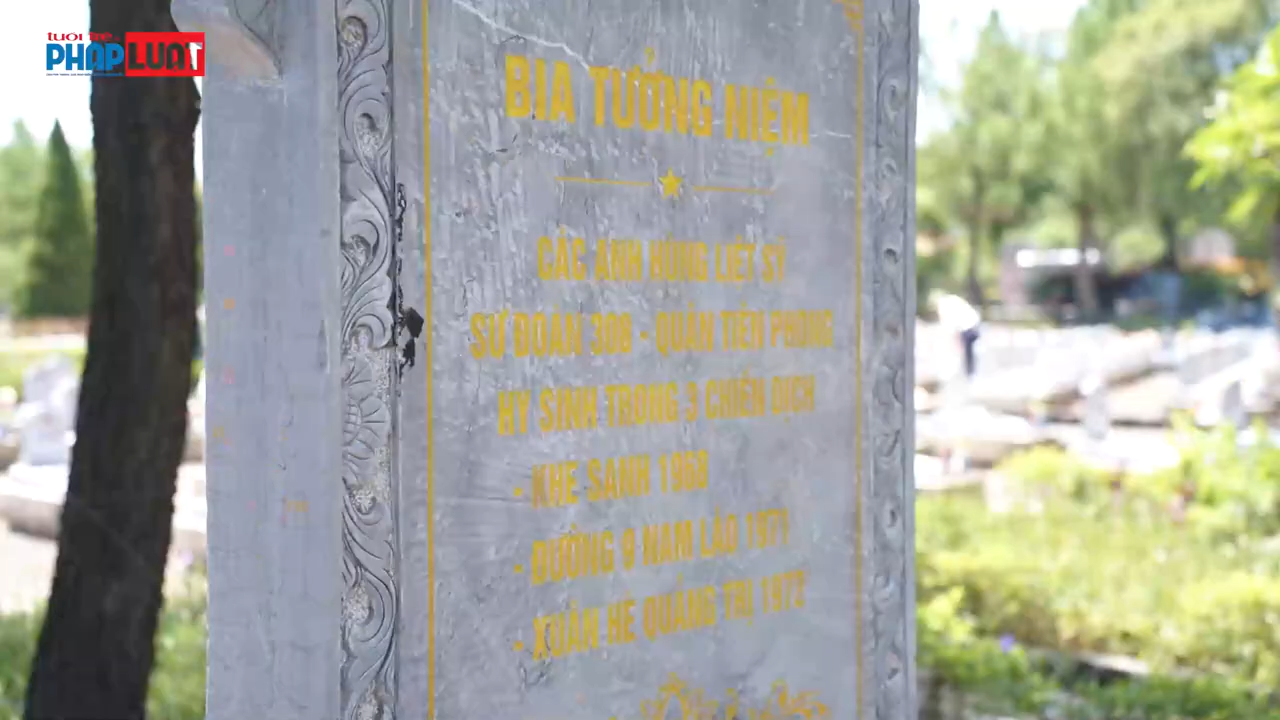 tuổi trẻ
PHÁP LUẬT
BIA TƯỞNG NIỆM
CÁC ANH HÙNG LIỆT SỸ
SƯ ĐOÀN 308 - QUÂN TIÊN PHONG
HY SINH TRONG 3 CHIẾN DỊCH
- KHE SANH 1968
- ĐƯỜNG 9 NAM LÀO 1971
- XUÂN HÈ QUẢNG TRỊ 1972